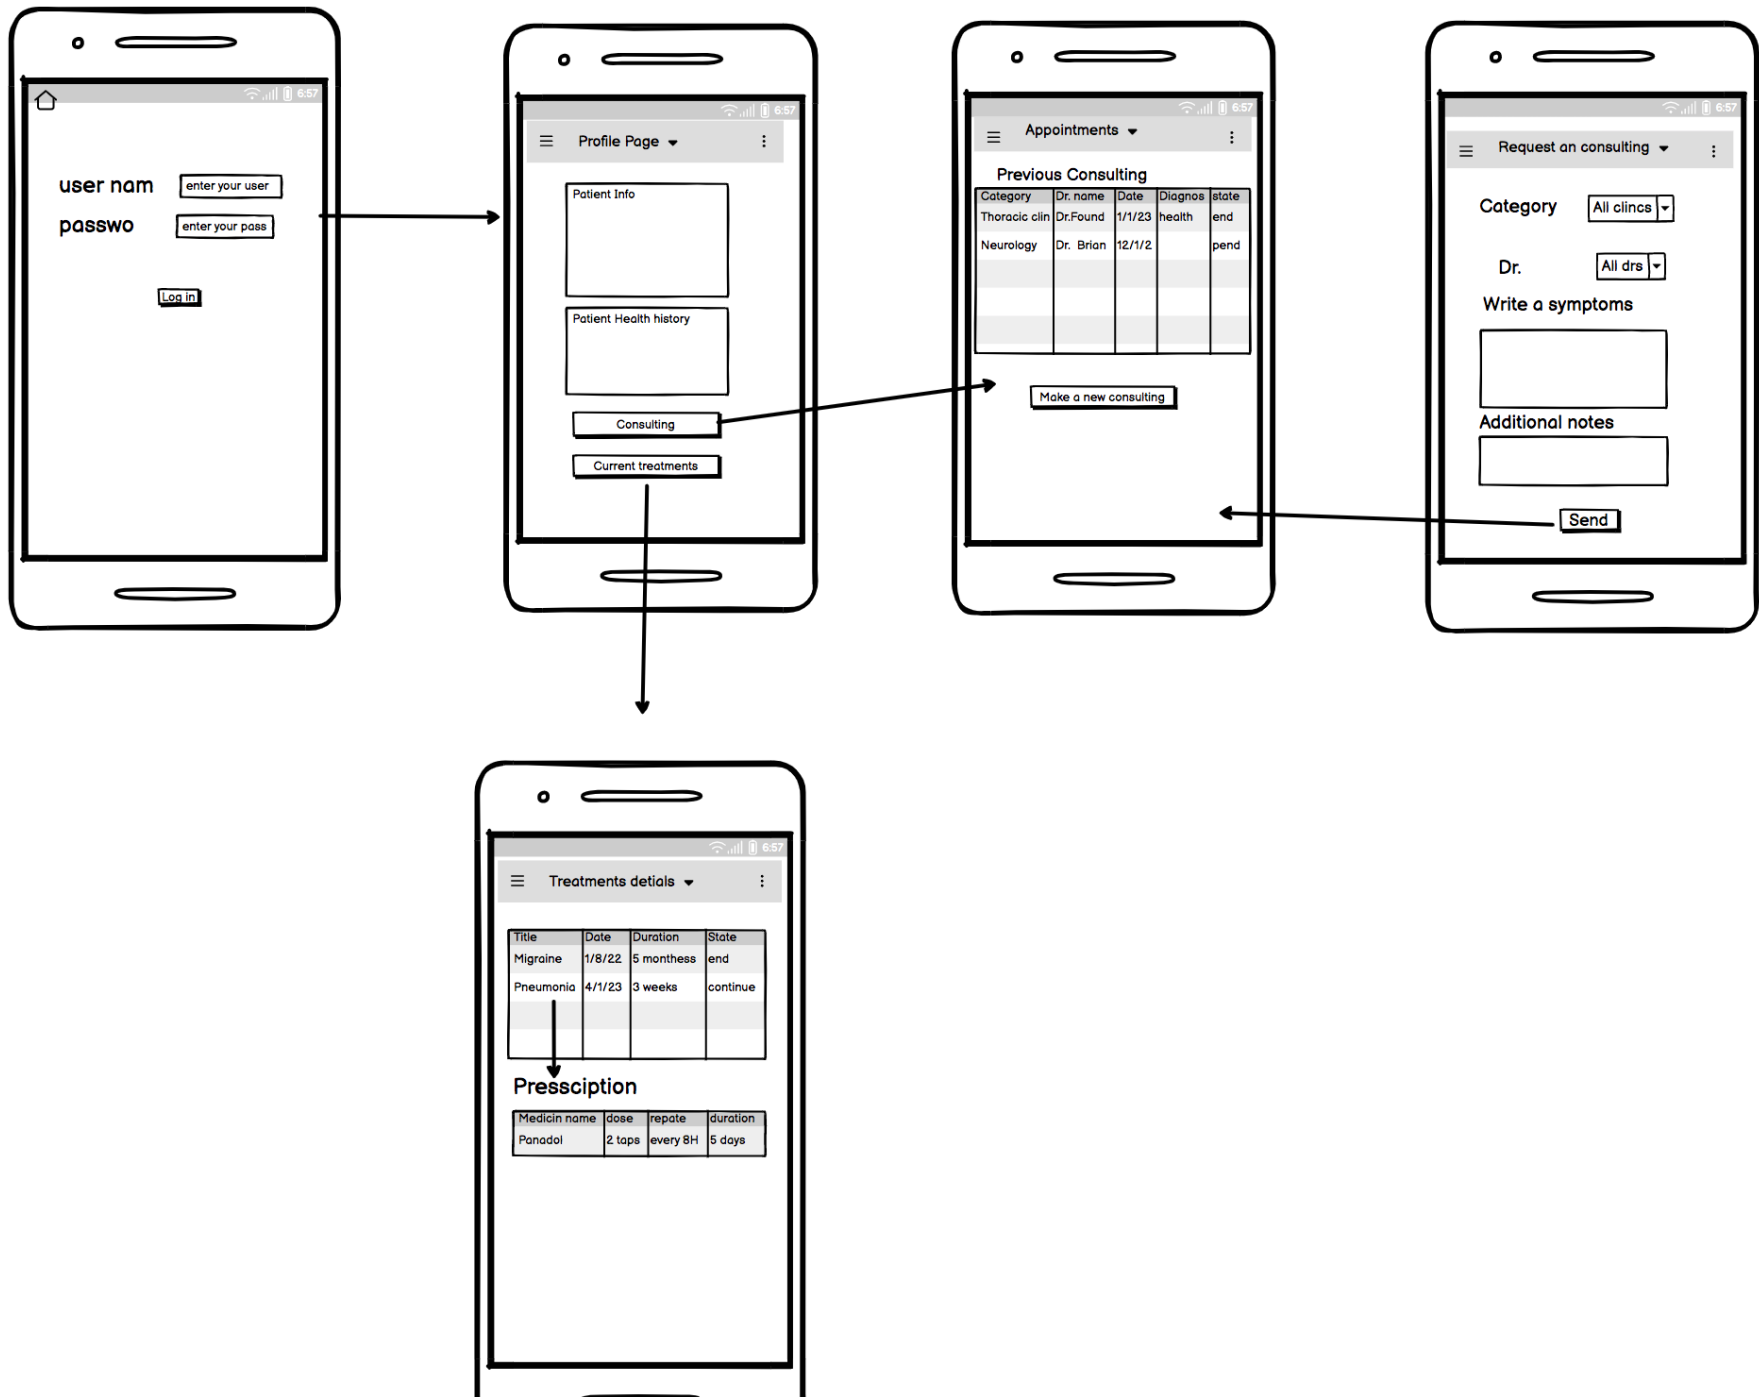 6:57
user nam enter your user
passwo enter your pass
Log in
6:57
Profile Page
Patient Info
Patient Health history
Consulting
Current treatments
6:57
Appointments
Previous Consulting
Category Dr. name Date Diagnos state
Thoracic clin Dr.Found 1/1/23 health end
Neurology Dr. Brian 12/1/2 pend
Make a new consulting
6:57
Request an consulting
Category All clincs
Dr. All drs
Write a symptoms
Additional notes
Send
6:57
Treatments detials
Title Date Duration State
Migraine 1/8/22 5 monthess end
Pneumonia 4/1/23 3 weeks continue
Presssciption
Medicin name dose repate duration
Panadol 2 taps every 8H 5 days